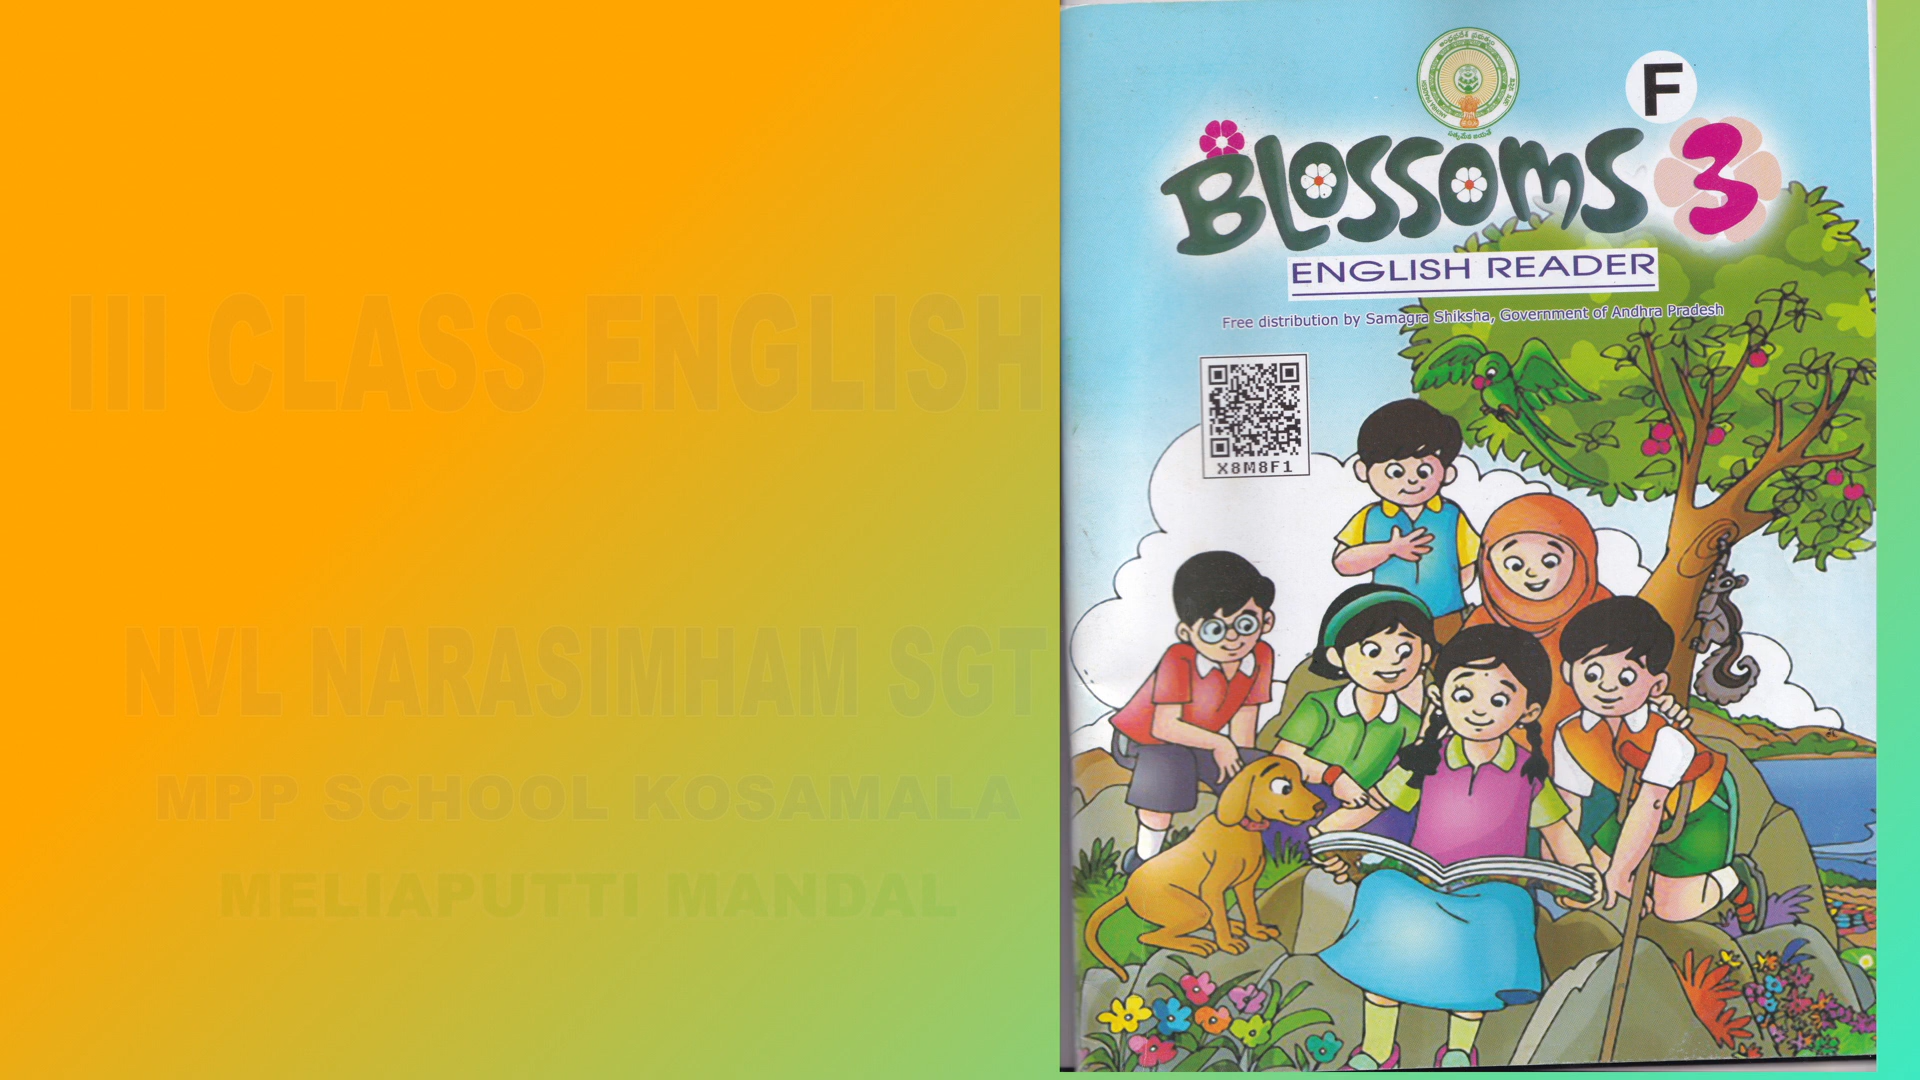 III CLASS ENGLISH
NVL NARASIMHAM SGT
MPP SCHOOL KOSAMALA
MELIAPUTTI MANDAL
F
BLOSSOMS 3
ENGLISH READER
Free distribution by Samagra Shiksha, Government of Andhra Pradesh
X8M8F1